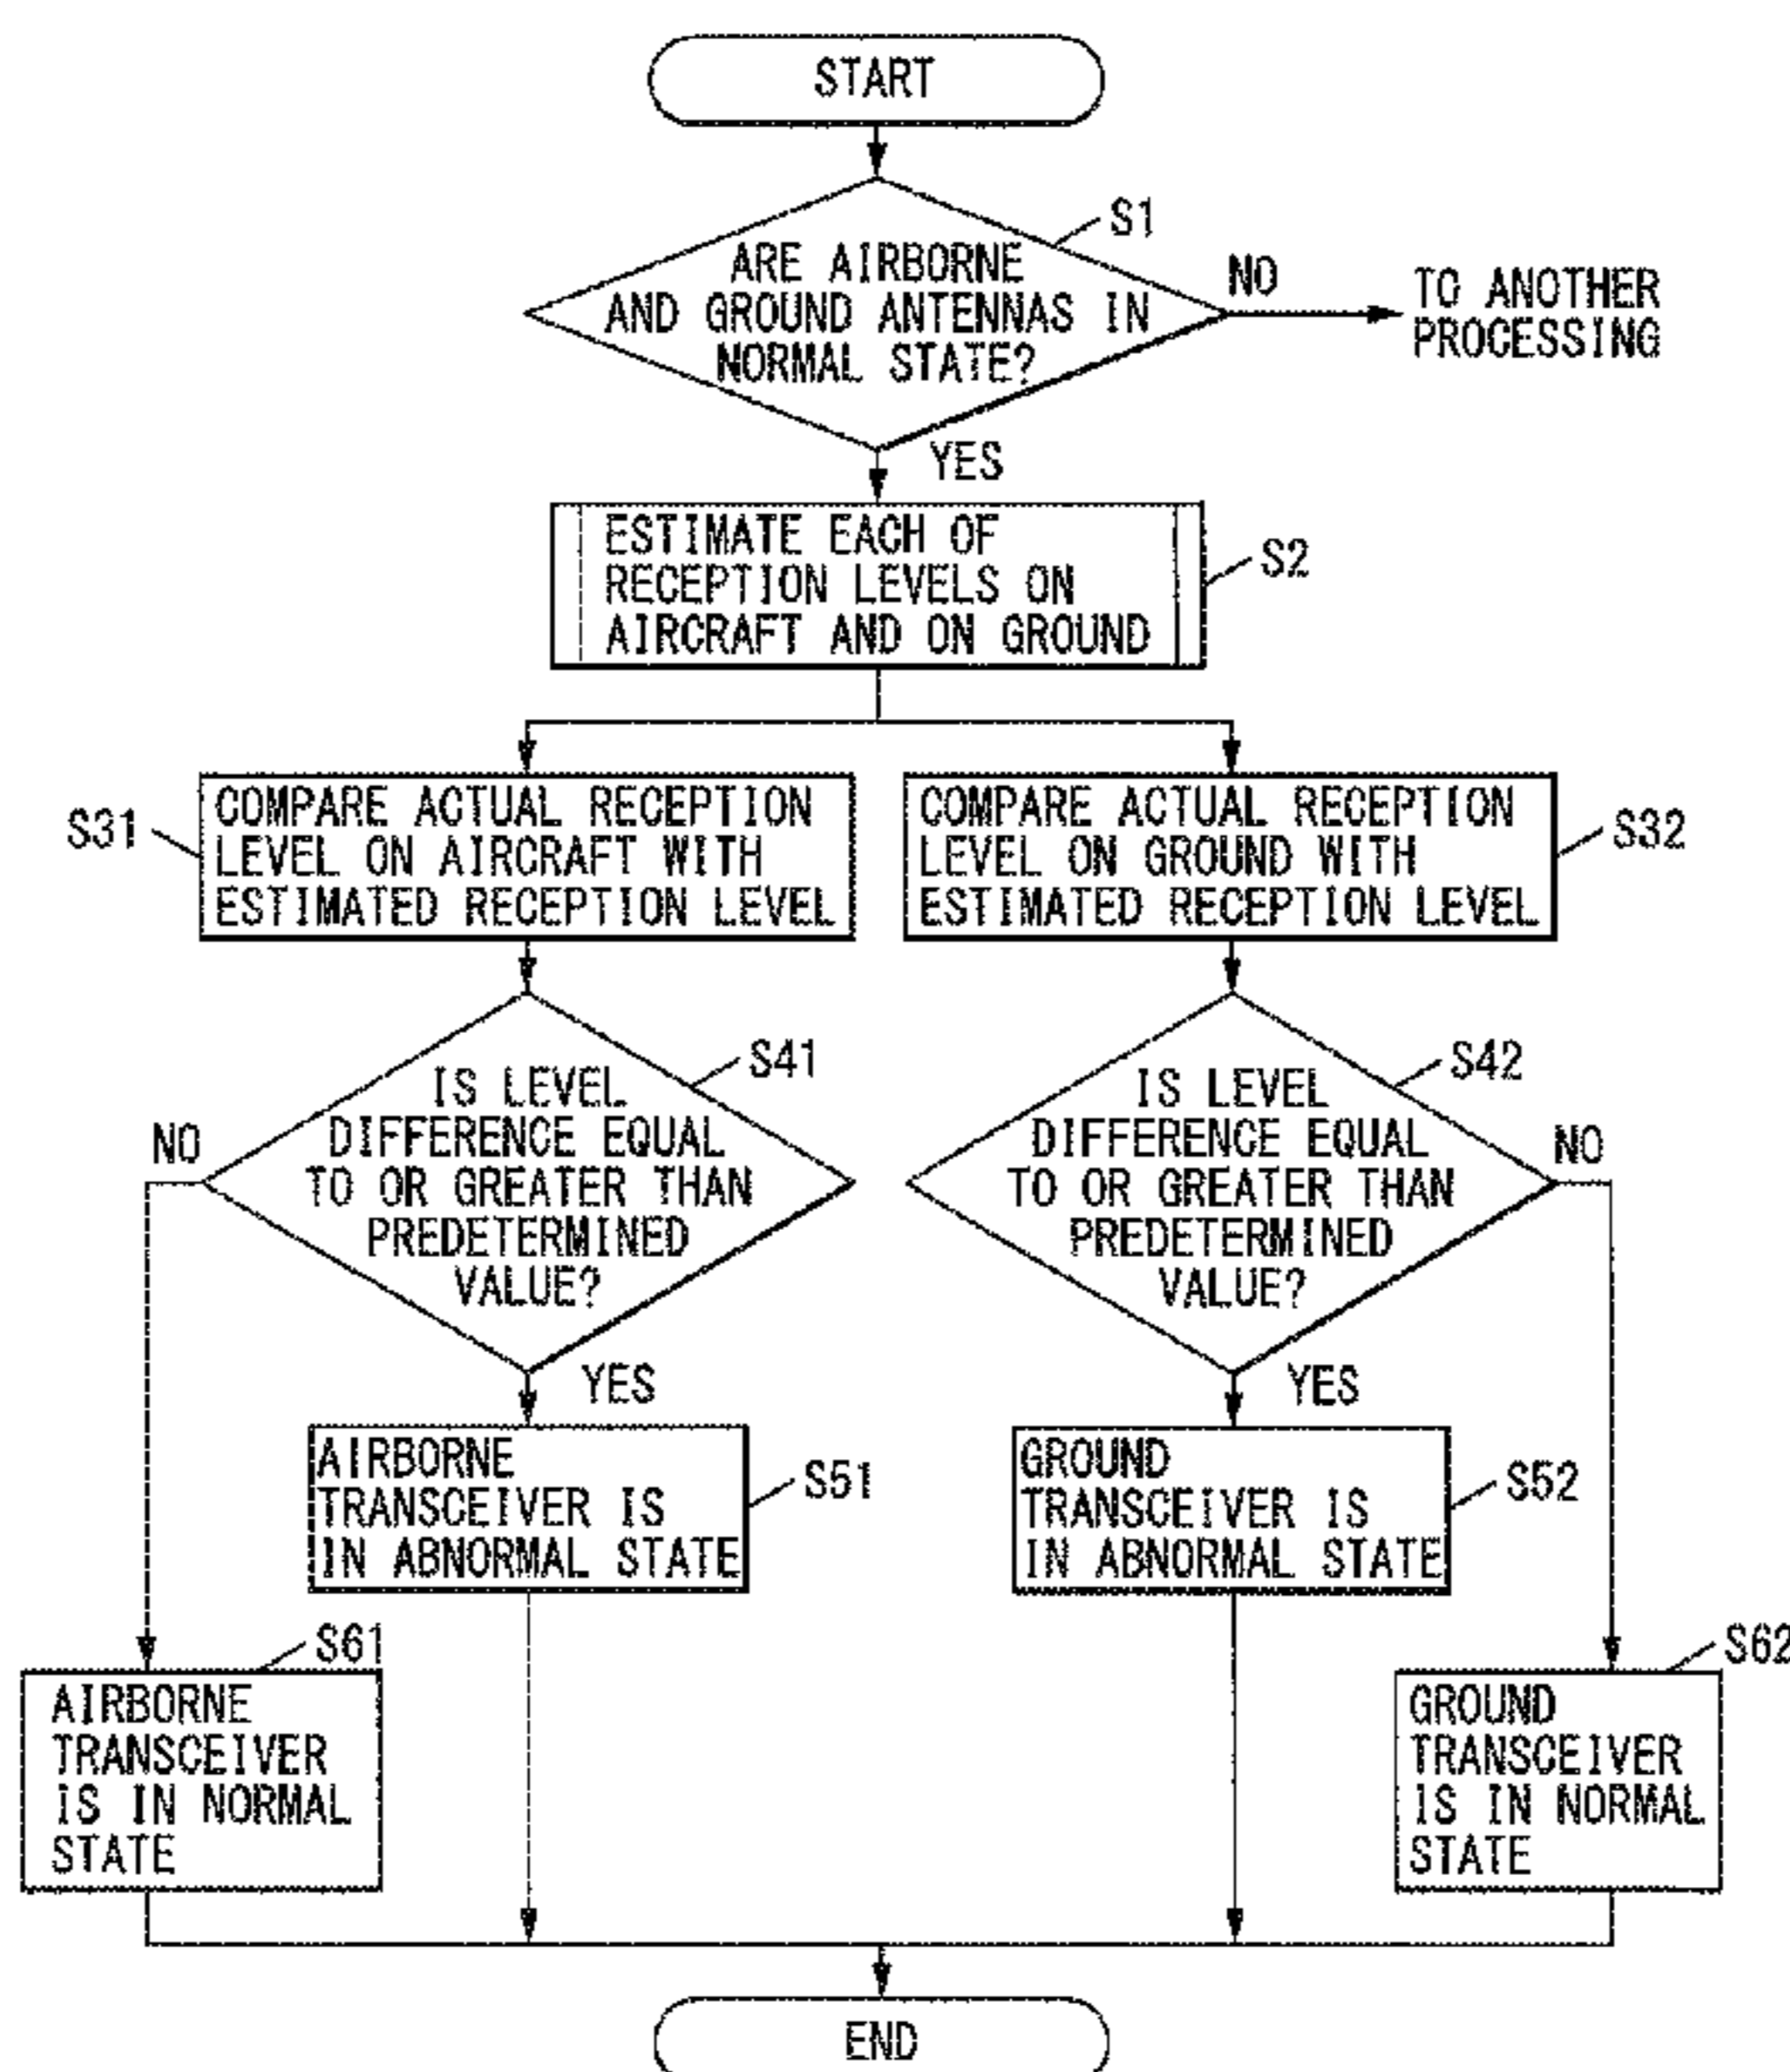 START
S1
ARE AIRBORNE
AND GROUND ANTENNAS IN
NORMAL STATE?
NO
TO ANOTHER
PROCESSING
YES
ESTIMATE EACH OF
RECEPTION LEVELS ON
AIRCRAFT AND ON GROUND
S2
S31
COMPARE ACTUAL RECEPTION
LEVEL ON AIRCRAFT WITH
ESTIMATED RECEPTION LEVEL
COMPARE ACTUAL RECEPTION
LEVEL ON GROUND WITH
ESTIMATED RECEPTION LEVEL
S32
S41
IS LEVEL
DIFFERENCE EQUAL
TO OR GREATER THAN
PREDETERMINED
VALUE?
NO
YES
S42
IS LEVEL
DIFFERENCE EQUAL
TO OR GREATER THAN
PREDETERMINED
VALUE?
NO
YES
AIRBORNE
TRANSCEIVER IS
IN ABNORMAL STATE
S51
GROUND
TRANSCEIVER IS
IN ABNORMAL STATE
S52
S61
AIRBORNE
TRANSCEIVER
IS IN NORMAL
STATE
S62
GROUND
TRANSCEIVER
IS IN NORMAL
STATE
END